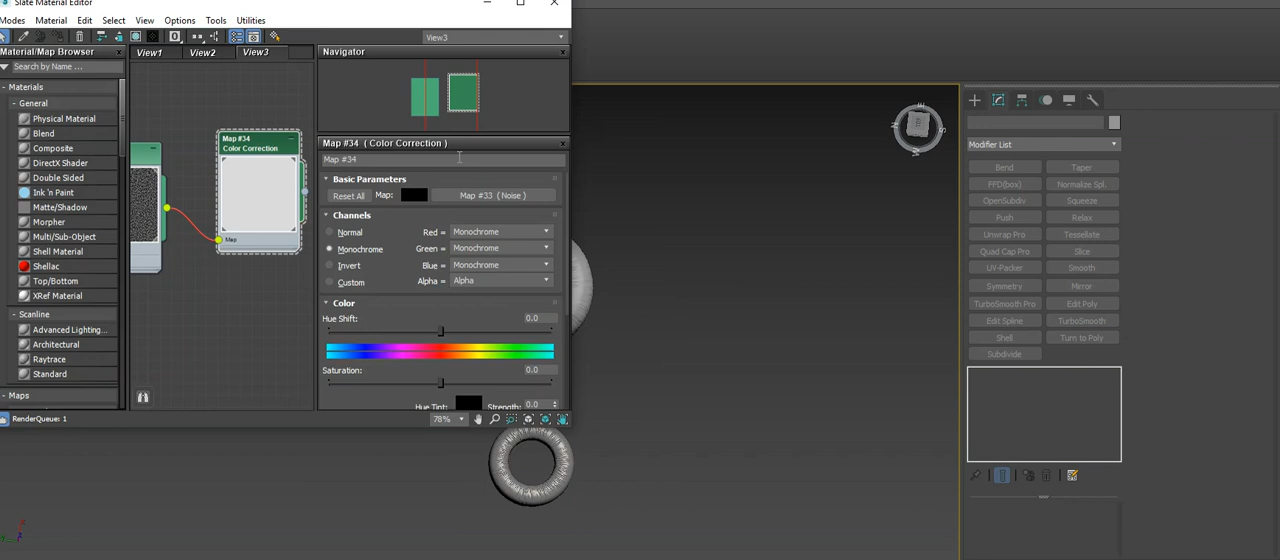 Slate Material Editor
Modes Material Edit Select View Options Tools Utilities
View3
Material/Map Browser
View1 View2 View3
Navigator
Search by Name ...
- Materials
- General
Physical Material
Blend
Composite
DirectX Shader
Double Sided
Ink 'n Paint
Matte/Shadow
Morpher
Multi/Sub-Object
Shell Material
Shellac
Top/Bottom
XRef Material
- Scanline
Advanced Lighting...
Architectural
Raytrace
Standard
- Maps
Map #34
Color Correction
Map
Map #34 ( Color Correction )
Map #34
Basic Parameters
Reset All Map: Map #33 ( Noise )
Channels
Normal Red = Monochrome
Monochrome Green = Monochrome
Invert Blue = Monochrome
Custom Alpha = Alpha
Color
Hue Shift: 0.0
Saturation: 0.0
Hue Tint: Strength: 0.0
RenderQueue: 1
78%
Modifier List
Bend Taper
FFD(box) Normalize Spl.
OpenSubdiv Squeeze
Push Relax
Unwrap Pro Tessellate
Quad Cap Pro Slice
UV-Packer Smooth
Symmetry Mirror
TurboSmooth Pro Edit Poly
Edit Spline TurboSmooth
Shell Turn to Poly
Subdivide